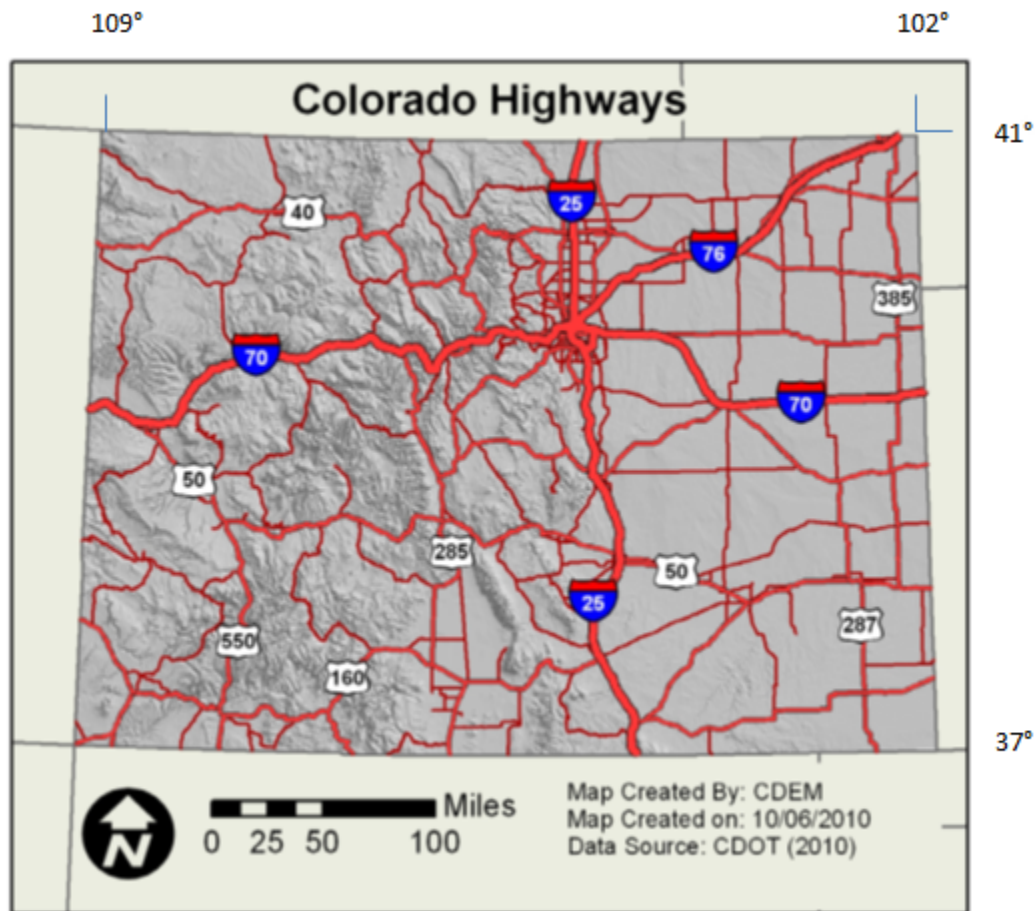 109° 102°
Colorado Highways
41°
40
25
76
385
70
70
50
285
50
25
287
550
160
37°
N
Miles
0 25 50 100
Map Created By: CDEM
Map Created on: 10/06/2010
Data Source: CDOT (2010)